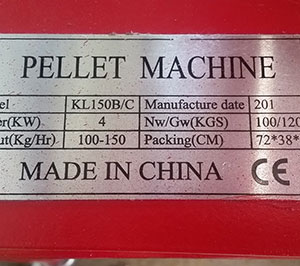 PELLET MACHINE
el KL150B/C Manufacture date 201
er(KW) 4 Nw/Gw(KGS) 100/120
ut(Kg/Hr) 100-150 Packing(CM) 72*38*
MADE IN CHINA CE